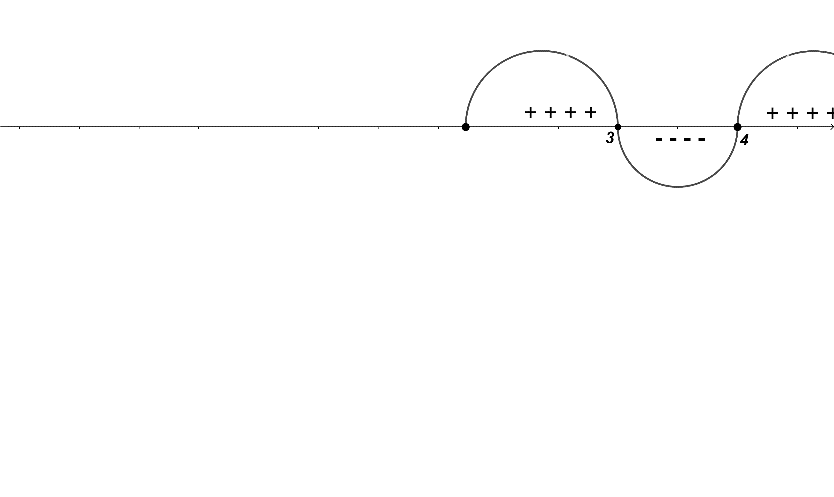 + + + + + + + +
3 - - - - 4